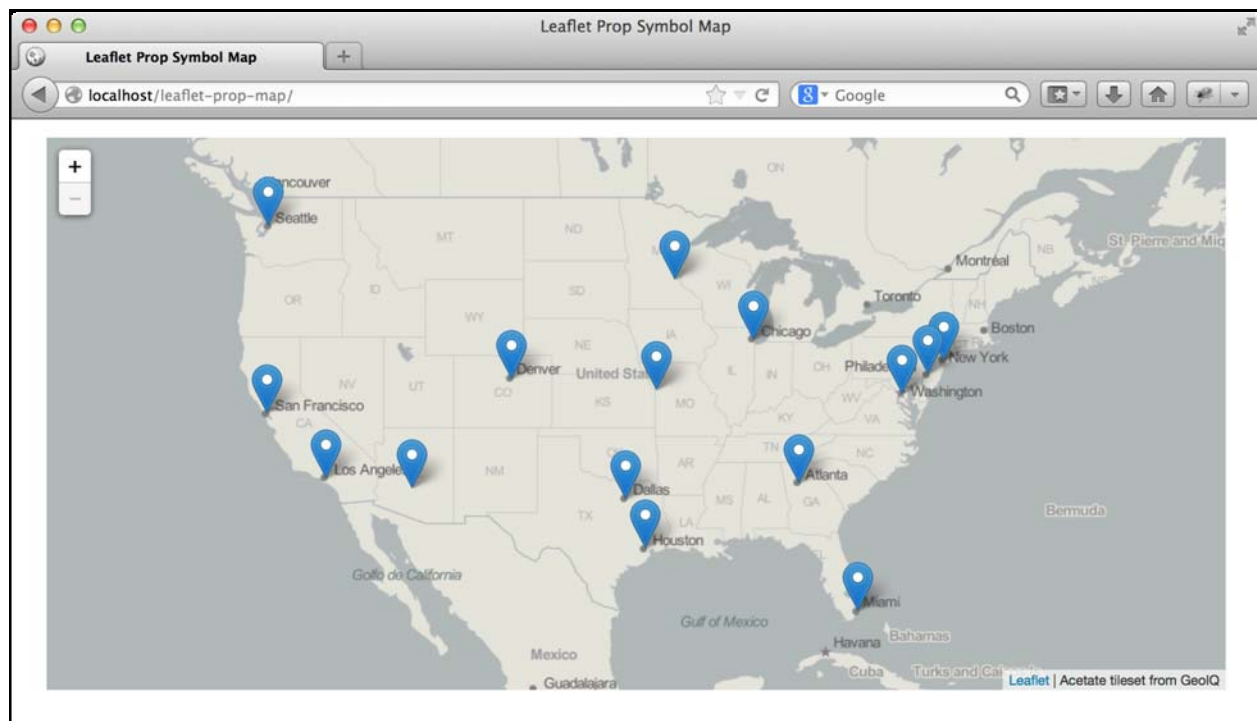 Leaflet Prop Symbol Map
Leaflet Prop Symbol Map
+
localhost/leaflet-prop-map/
8 Google
+
−
ON
ncouver
Seattle
MT
ND
NB
St. Pierre and Miq
Montréal
OR
ID
SD
WI
Toronto
NH
WY
IA
Chicago
Boston
NE
Denver
United Sta
OH
Philade
New York
NV
UT
CO
IL
IN
Washington
San Francisco
KS
MO
WV
VA
CA
KY
TN
NC
Los Angele
NM
AR
Atlanta
Dallas
MS
AL
GA
TX
LA
Bermuda
Houston
FL
Golfo de California
Miami
Gulf of Mexico
Bahamas
Havana
Mexico
Cuba
Turks and Cai
Guadalajara
Leaflet | Acetate tileset from GeoIQ